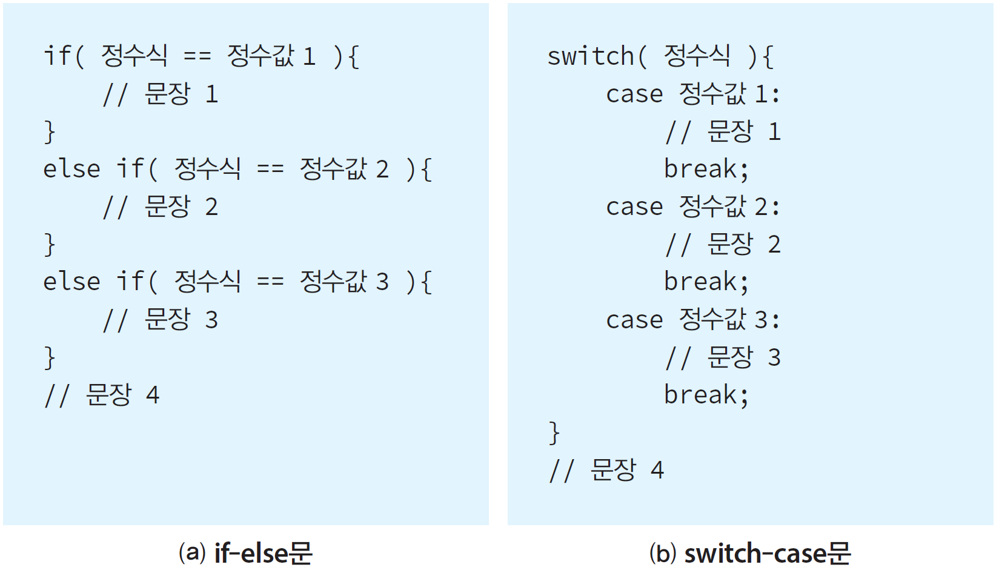 if( 정수식 == 정수값 1 ){
    // 문장 1
}
else if( 정수식 == 정수값 2 ){
    // 문장 2
}
else if( 정수식 == 정수값 3 ){
    // 문장 3
}
// 문장 4
(a) if-else문
switch( 정수식 ){
    case 정수값 1:
        // 문장 1
        break;
    case 정수값 2:
        // 문장 2
        break;
    case 정수값 3:
        // 문장 3
        break;
}
// 문장 4
(b) switch-case문